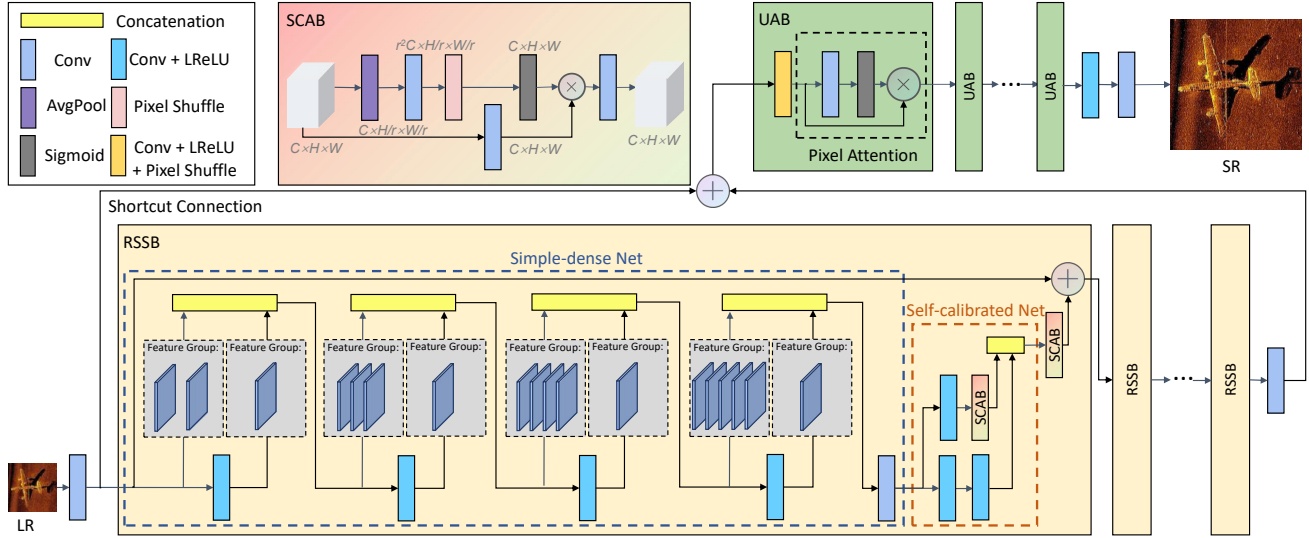 Concatenation
Conv
Conv + LReLU
AvgPool
Pixel Shuffle
Sigmoid
Conv + LReLU
+ Pixel Shuffle
SCAB
r²C×H/r×W/r
C×H×W
C×H/r×W/r
C×H×W
C×H×W
C×H×W
UAB
Pixel Attention
UAB
...
UAB
SR
Shortcut Connection
RSSB
Simple-dense Net
Feature Group:
Feature Group:
Feature Group:
Feature Group:
Feature Group:
Feature Group:
Feature Group:
Feature Group:
Self-calibrated Net
SCAB
SCAB
RSSB
...
RSSB
LR